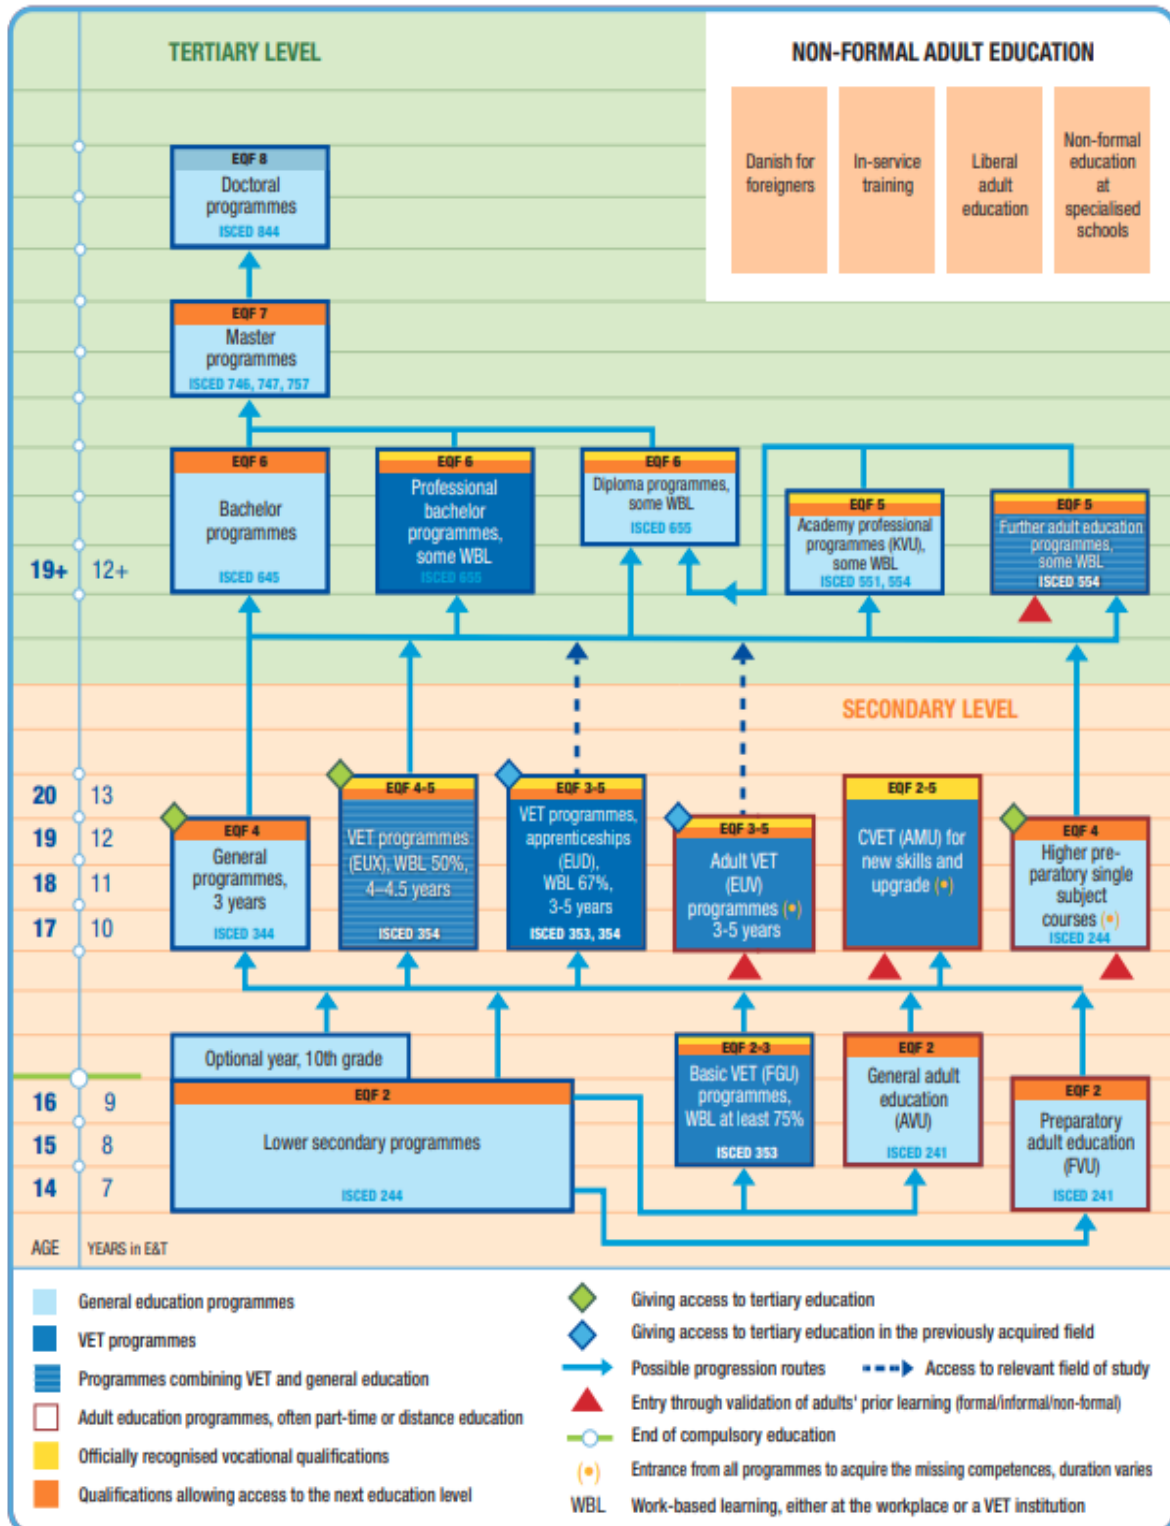 TERTIARY LEVEL
NON-FORMAL ADULT EDUCATION
Danish for
foreigners
In-service
training
Liberal
adult
education
Non-formal
education
at
specialised
schools
EQF 8
Doctoral
programmes
ISCED 844
EQF 7
Master
programmes
ISCED 746, 747, 757
EQF 6
Bachelor
programmes
ISCED 645
EQF 6
Professional
bachelor
programmes,
some WBL
ISCED 655
EQF 6
Diploma programmes,
some WBL
ISCED 655
EQF 5
Academy professional
programmes (KVU),
some WBL
ISCED 551, 554
EQF 5
Further adult education
programmes,
some WBL
ISCED 554
19+ 12+
SECONDARY LEVEL
20 13
19 12
18 11
17 10
EQF 4
General
programmes,
3 years
ISCED 344
EQF 4-5
VET programmes
(EUX), WBL 50%,
4–4.5 years
ISCED 354
EQF 3-5
VET programmes,
apprenticeships
(EUD),
WBL 67%,
3-5 years
ISCED 353, 354
EQF 3-5
Adult VET
(EUV)
programmes (•)
3-5 years
EQF 2-5
CVET (AMU) for
new skills and
upgrade (•)
EQF 4
Higher pre-
paratory single
subject
courses (•)
ISCED 244
Optional year, 10th grade
EQF 2
Lower secondary programmes
ISCED 244
EQF 2-3
Basic VET (FGU)
programmes,
WBL at least 75%
ISCED 353
EQF 2
General adult
education
(AVU)
ISCED 241
EQF 2
Preparatory
adult education
(FVU)
ISCED 241
16 9
15 8
14 7
AGE YEARS in E&T
General education programmes
VET programmes
Programmes combining VET and general education
Adult education programmes, often part-time or distance education
Officially recognised vocational qualifications
Qualifications allowing access to the next education level
Giving access to tertiary education
Giving access to tertiary education in the previously acquired field
Possible progression routes
Access to relevant field of study
Entry through validation of adults' prior learning (formal/informal/non-formal)
End of compulsory education
(•) Entrance from all programmes to acquire the missing competences, duration varies
WBL Work-based learning, either at the workplace or a VET institution